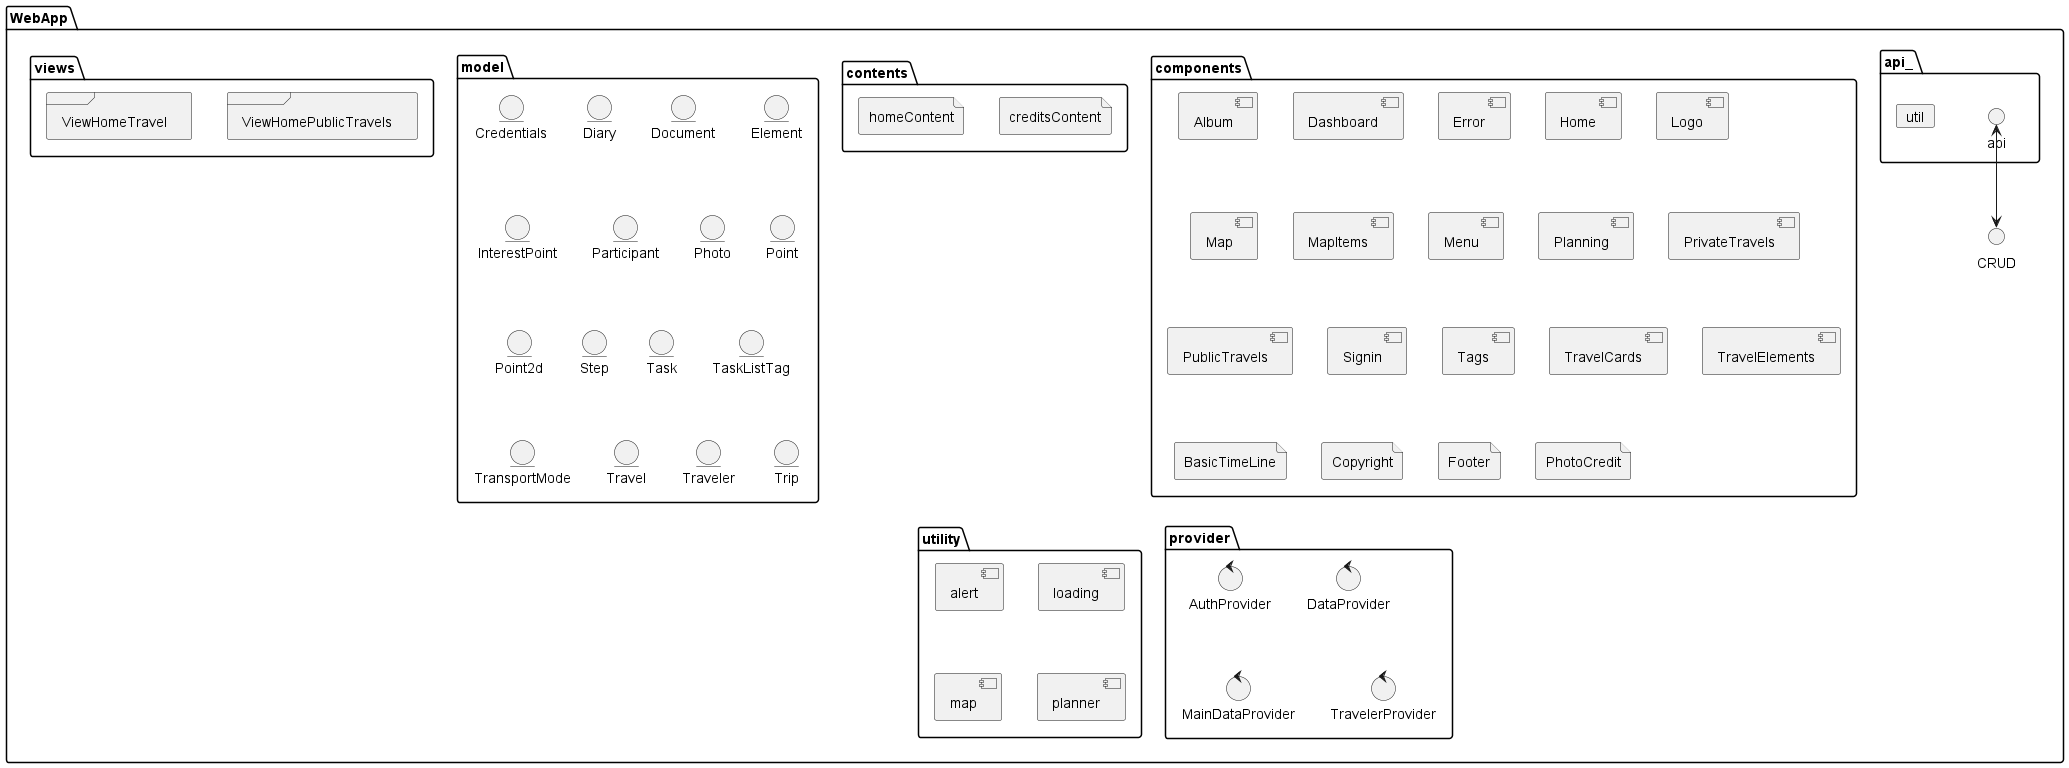 WebApp
views
ViewHomeTravel
ViewHomePublicTravels
model
Credentials
Diary
Document
Element
InterestPoint
Participant
Photo
Point
Point2d
Step
Task
TaskListTag
TransportMode
Travel
Traveler
Trip
contents
homeContent
creditsContent
components
Album
Dashboard
Error
Home
Logo
Map
MapItems
Menu
Planning
PrivateTravels
PublicTravels
Signin
Tags
TravelCards
TravelElements
BasicTimeLine
Copyright
Footer
PhotoCredit
api_
util
api
CRUD
utility
alert
loading
map
planner
provider
AuthProvider
DataProvider
MainDataProvider
TravelerProvider